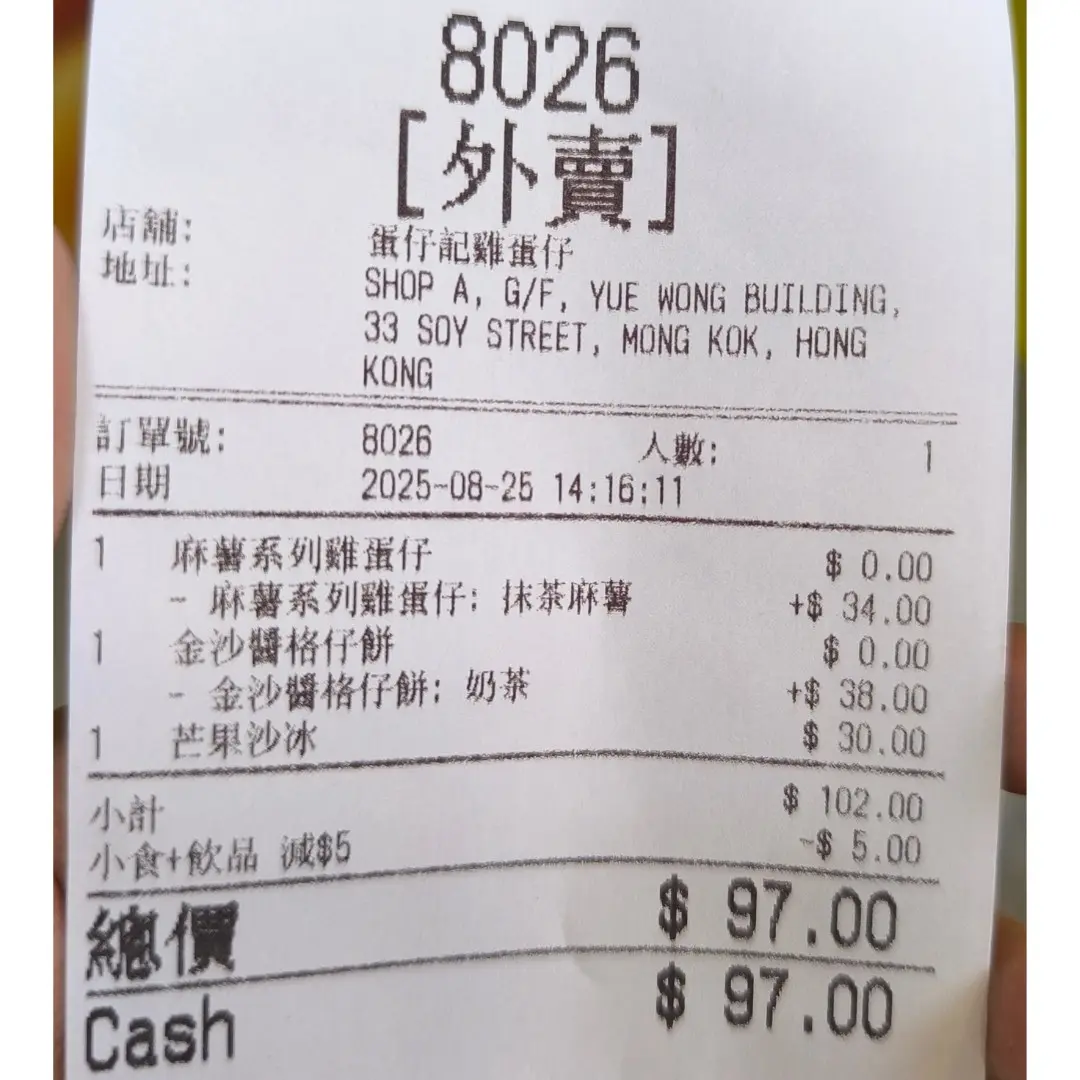 8026
[外賣]
店舖: 蛋仔記雞蛋仔
地址: SHOP A, G/F, YUE WONG BUILDING,
33 SOY STREET, MONG KOK, HONG
KONG
訂單號: 8026 人數: 1
日期 2025-08-25 14:16:11
1 麻薯系列雞蛋仔 $ 0.00
- 麻薯系列雞蛋仔: 抹茶麻薯 +$ 34.00
1 金沙醬格仔餅 $ 0.00
- 金沙醬格仔餅: 奶茶 +$ 38.00
1 芒果沙冰 $ 30.00
小計 $ 102.00
小食+飲品 減$5 -$ 5.00
總價 $ 97.00
Cash $ 97.00